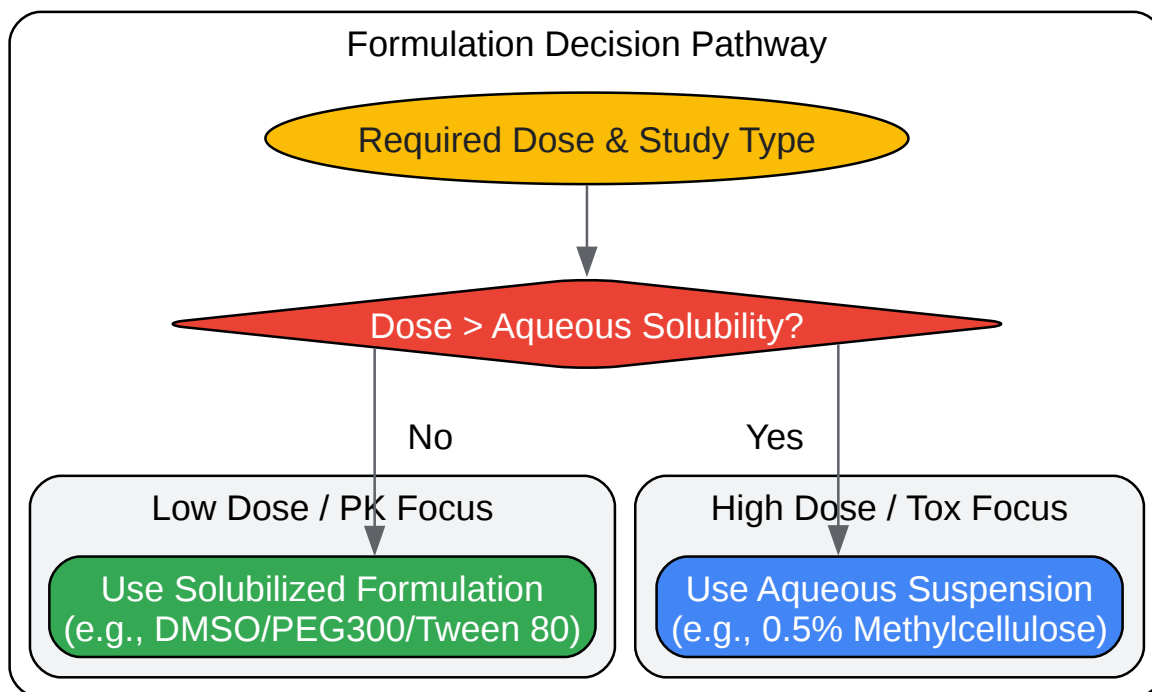 Formulation Decision Pathway
Required Dose & Study Type
Dose > Aqueous Solubility?
No
Yes
Low Dose / PK Focus
Use Solubilized Formulation
(e.g., DMSO/PEG300/Tween 80)
High Dose / Tox Focus
Use Aqueous Suspension
(e.g., 0.5% Methylcellulose)